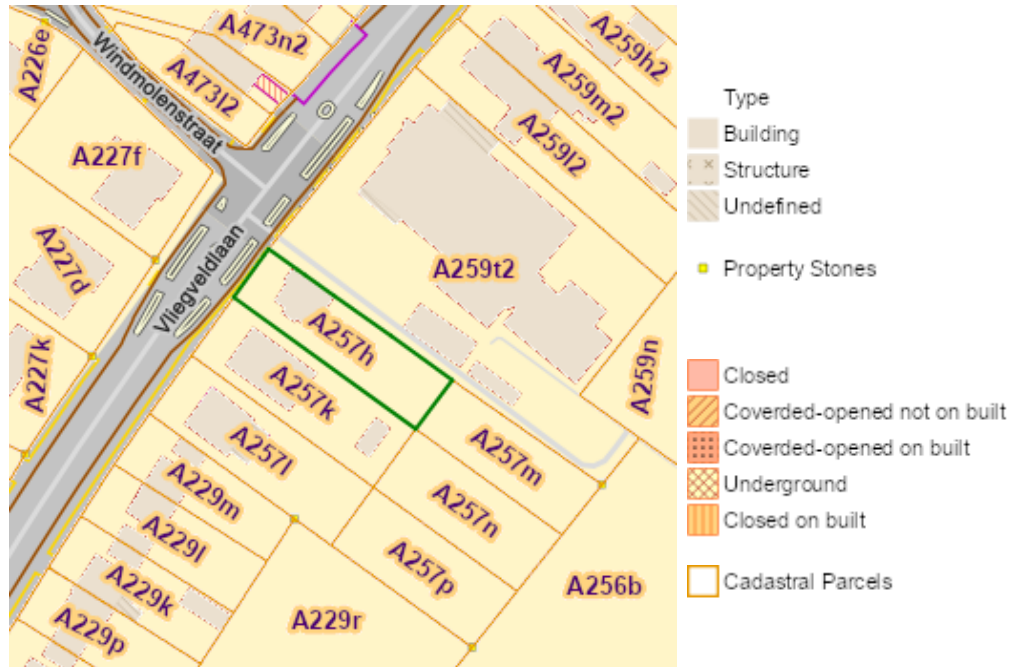 A226e
Windmolenstraat
A473n2
A473l2
A259h2
A259m2
A259l2
A227f
A227d
Vliegveldlaan
A259t2
A227k
A257h
A257k
A259n
A257l
A257m
A229m
A257n
A229l
A257p
A256b
A229k
A229r
A229p
Type
Building
Structure
Undefined
Property Stones
Closed
Coverded-opened not on built
Coverded-opened on built
Underground
Closed on built
Cadastral Parcels